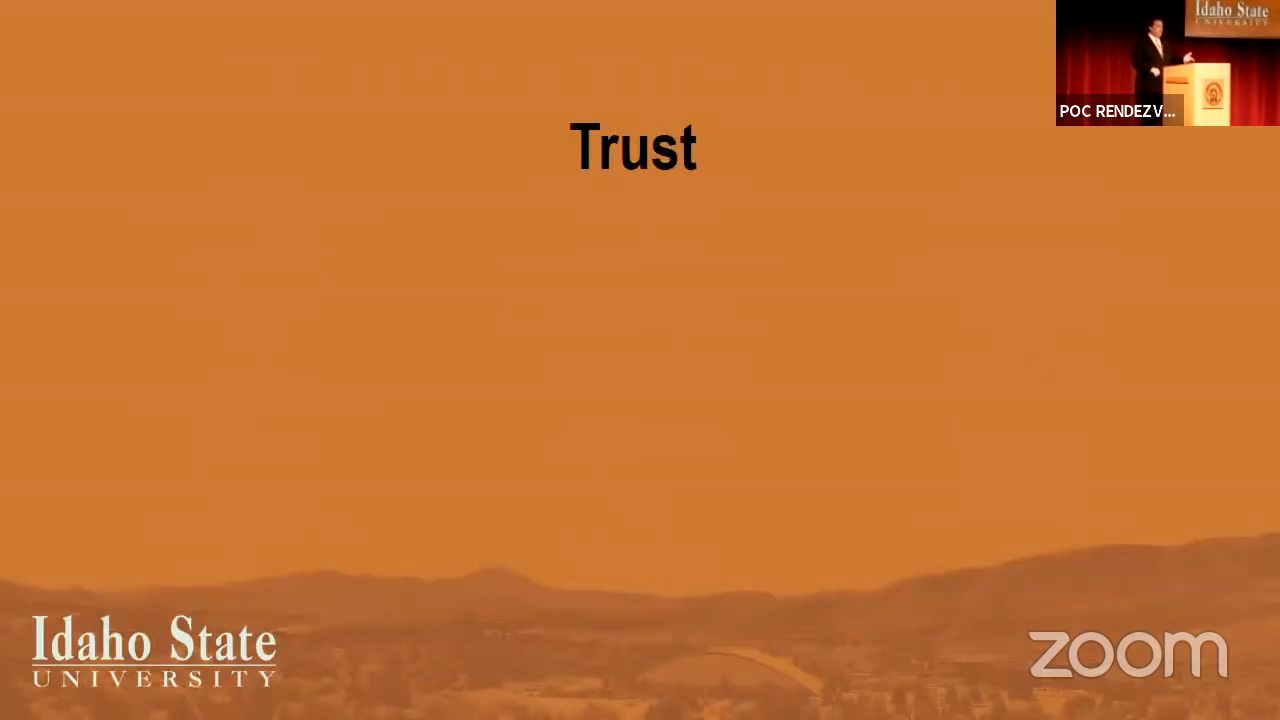 Idaho State
UNIVERSITY
POC RENDEZV...
Trust
Idaho State
UNIVERSITY
zoom